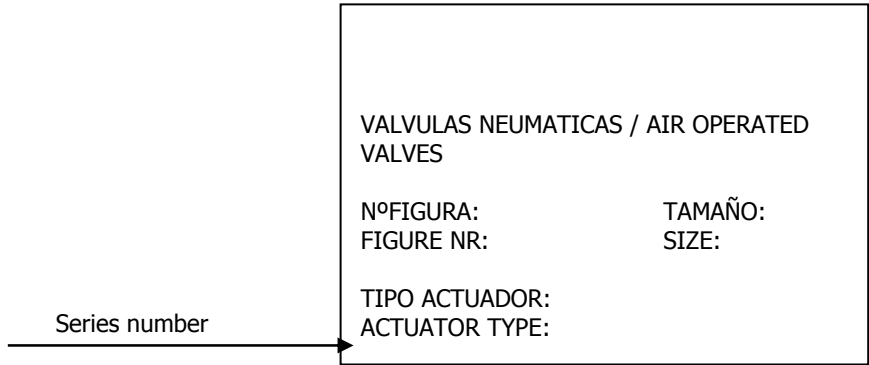 VALVULAS NEUMATICAS / AIR OPERATED
VALVES
NºFIGURA: TAMAÑO:
FIGURE NR: SIZE:
TIPO ACTUADOR:
Series number
ACTUATOR TYPE: